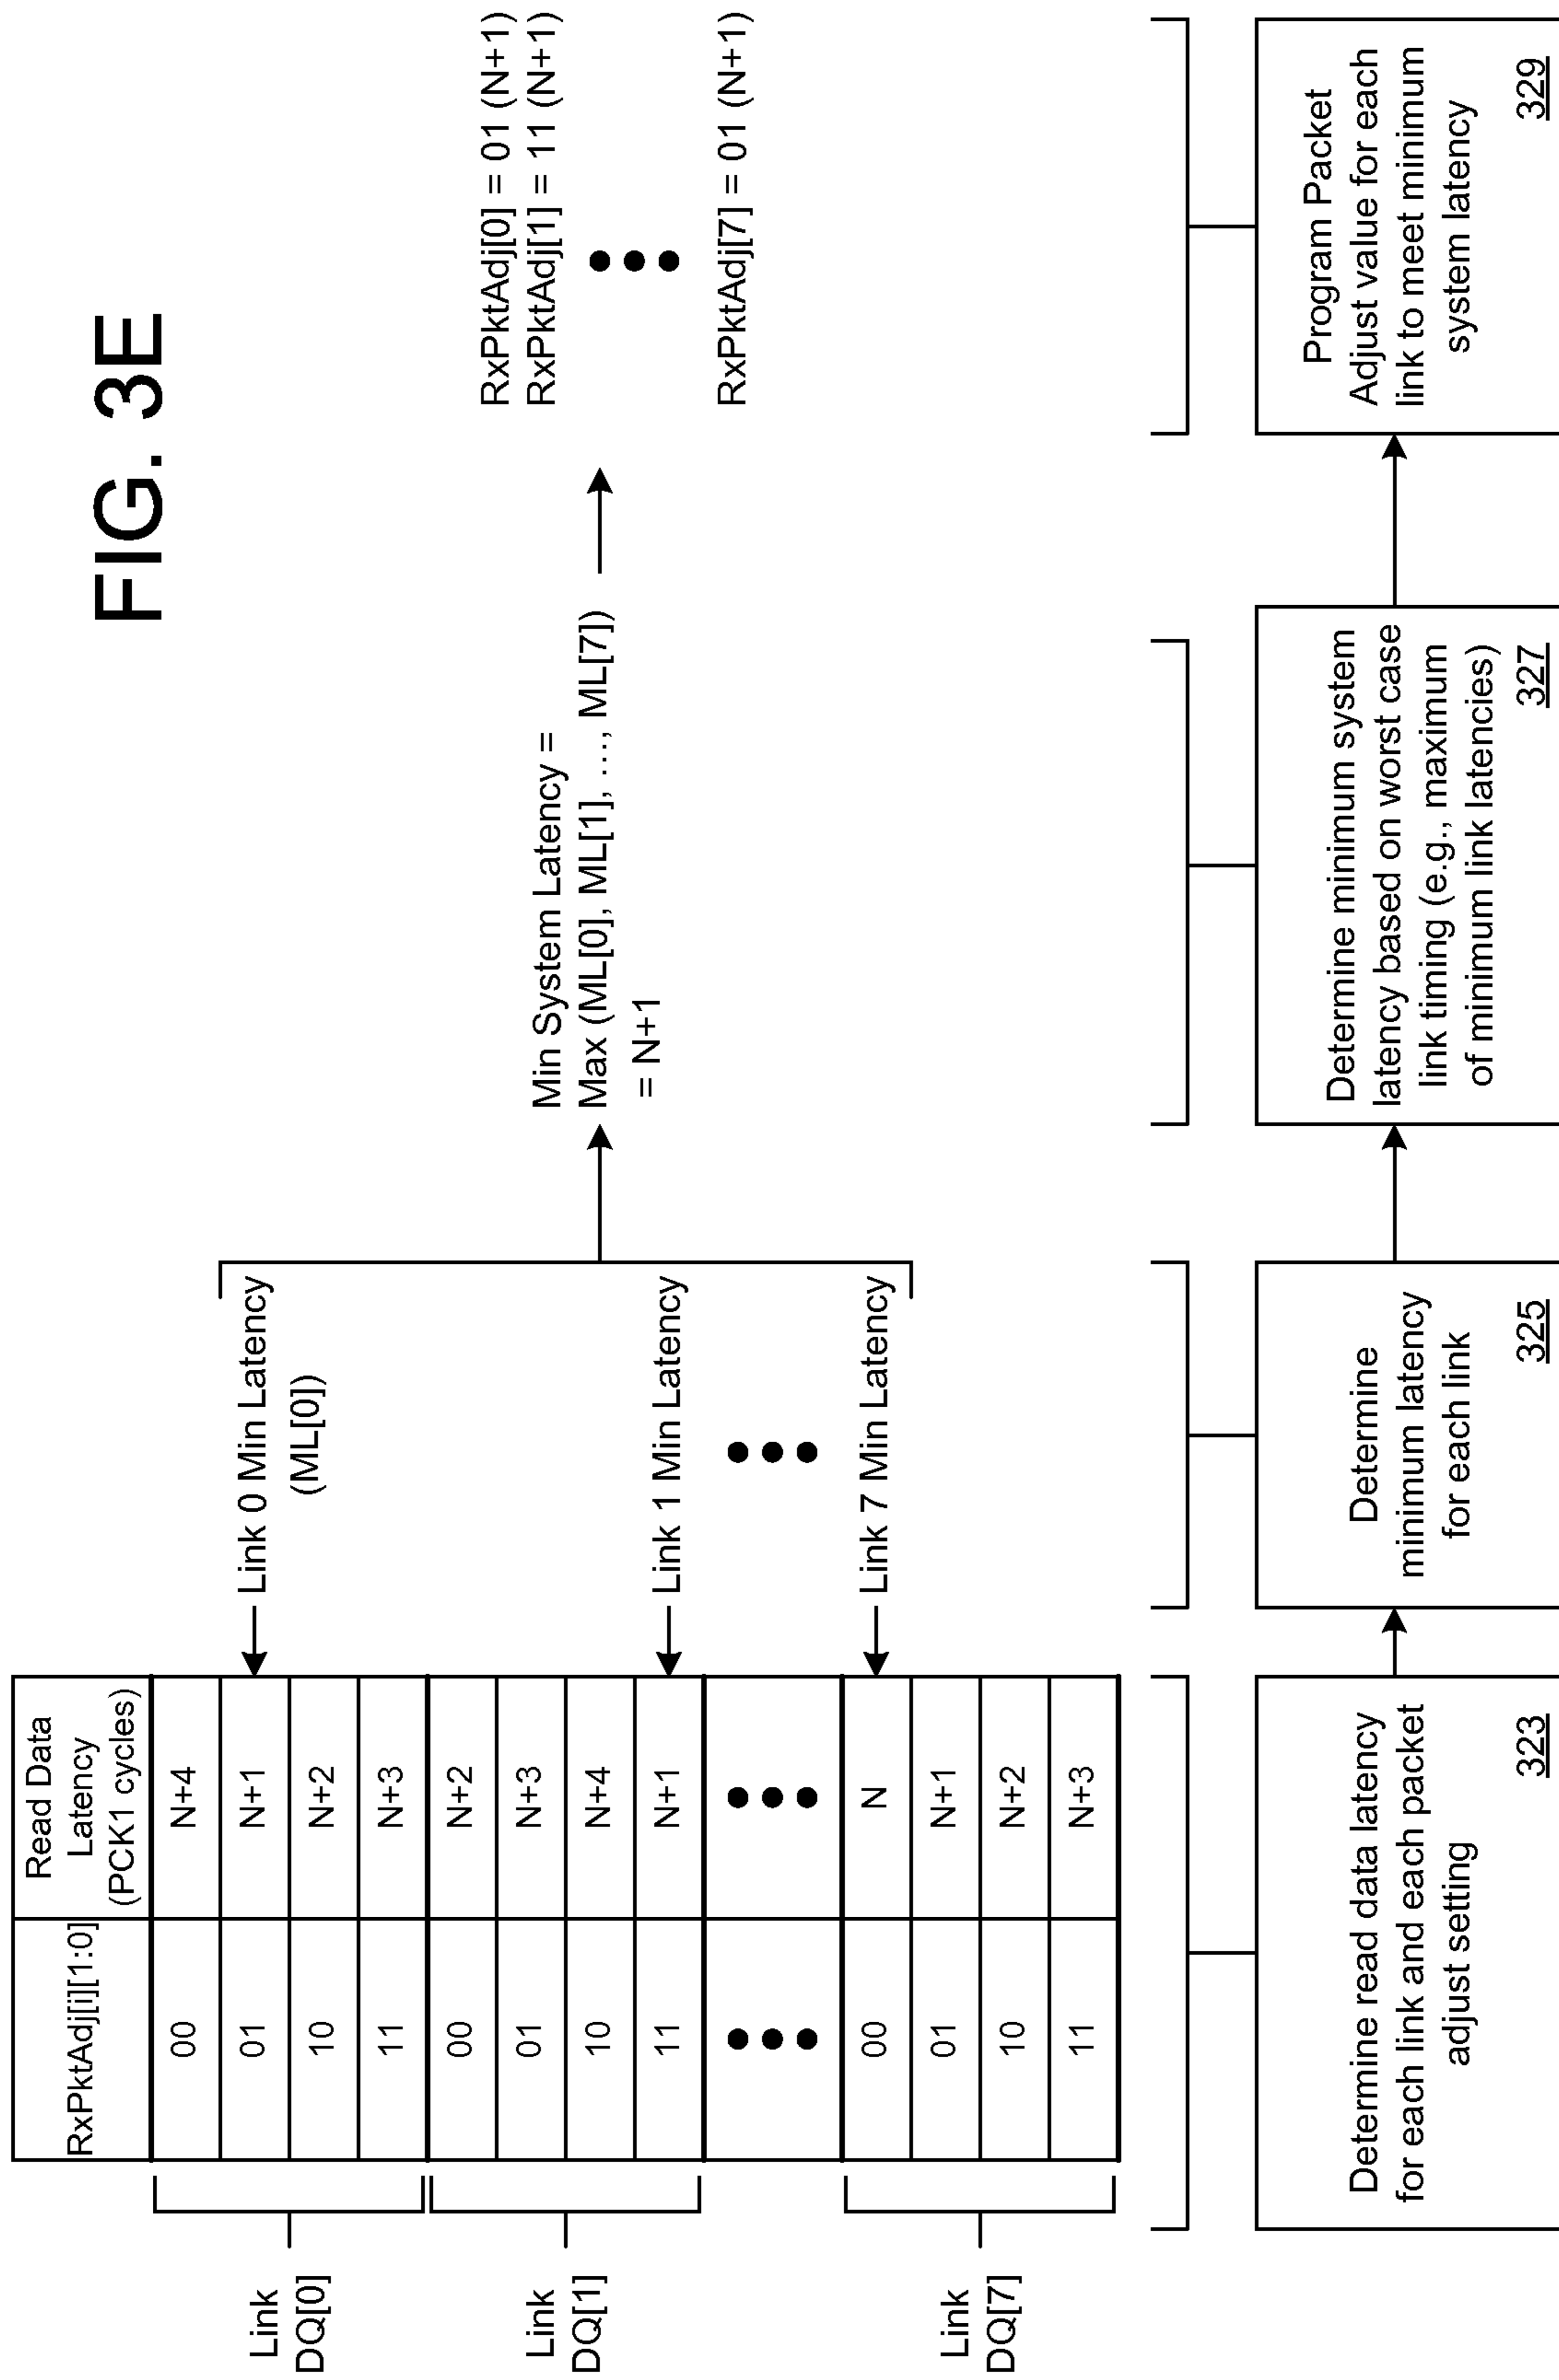 FIG. 3E
RxPktAdj[i][1:0]
Read Data
Latency
(PCK1 cycles)
Link
DQ[0]
00
N+4
01
N+1
10
N+2
11
N+3
Link
DQ[1]
00
N+2
01
N+3
10
N+4
11
N+1
Link
DQ[7]
00
N
01
N+1
10
N+2
11
N+3
Link 0 Min Latency
(ML[0])
Link 1 Min Latency
Link 7 Min Latency
Min System Latency =
Max (ML[0], ML[1], ..., ML[7])
= N+1
RxPktAdj[0] = 01 (N+1)
RxPktAdj[1] = 11 (N+1)
RxPktAdj[7] = 01 (N+1)
Determine read data latency
for each link and each packet
adjust setting
323
Determine
minimum latency
for each link
325
Determine minimum system
latency based on worst case
link timing (e.g., maximum
of minimum link latencies)
327
Program Packet
Adjust value for each
link to meet minimum
system latency
329